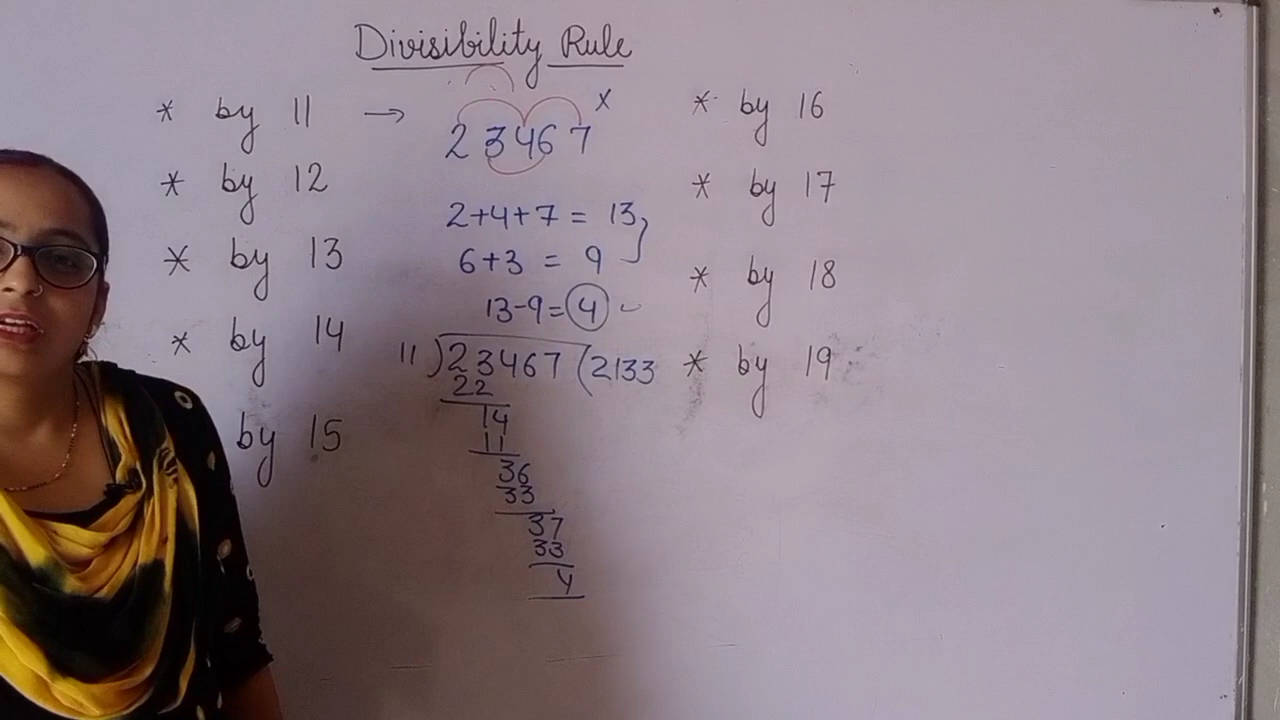 Divisibility Rule
* by 11 → 23467 x
* by 12
* by 13
* by 14
by 15
2+4+7 = 13
6+3 = 9
13-9=4
11)23467(2133
22
14
11
36
33
37
33
4
* by 16
* by 17
* by 18
* by 19